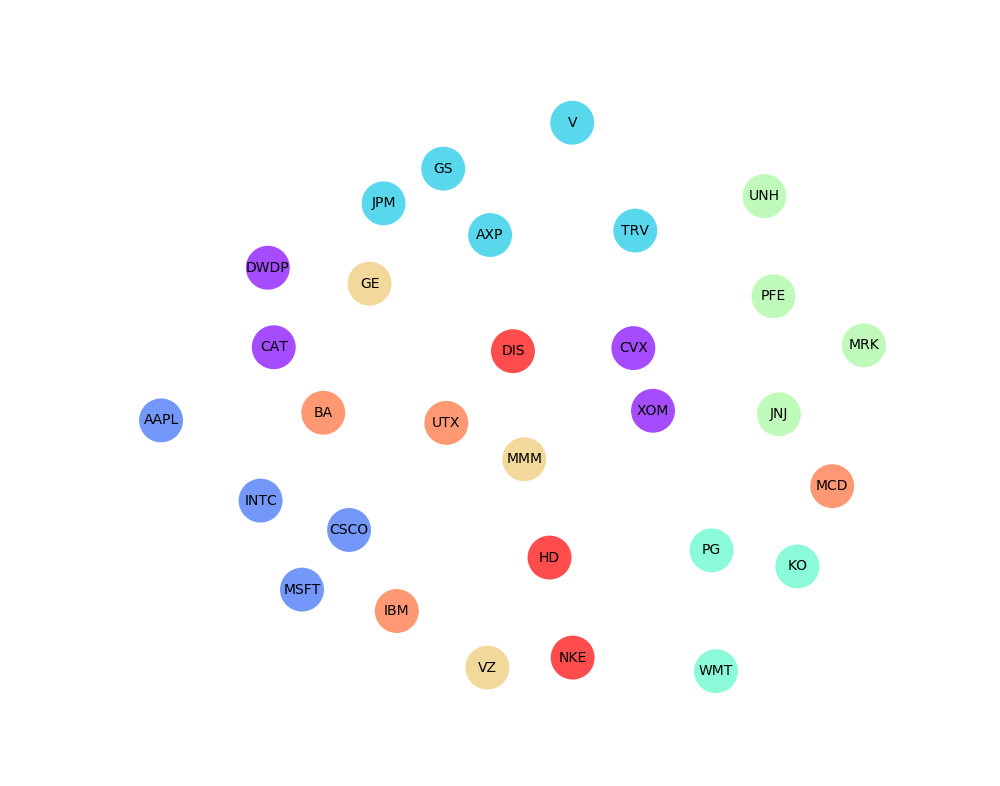 V
GS
UNH
JPM
TRV
AXP
DWDP
GE
PFE
MRK
CAT
CVX
DIS
XOM
BA
JNJ
AAPL
UTX
MMM
MCD
INTC
CSCO
PG
HD
KO
MSFT
IBM
NKE
VZ
WMT